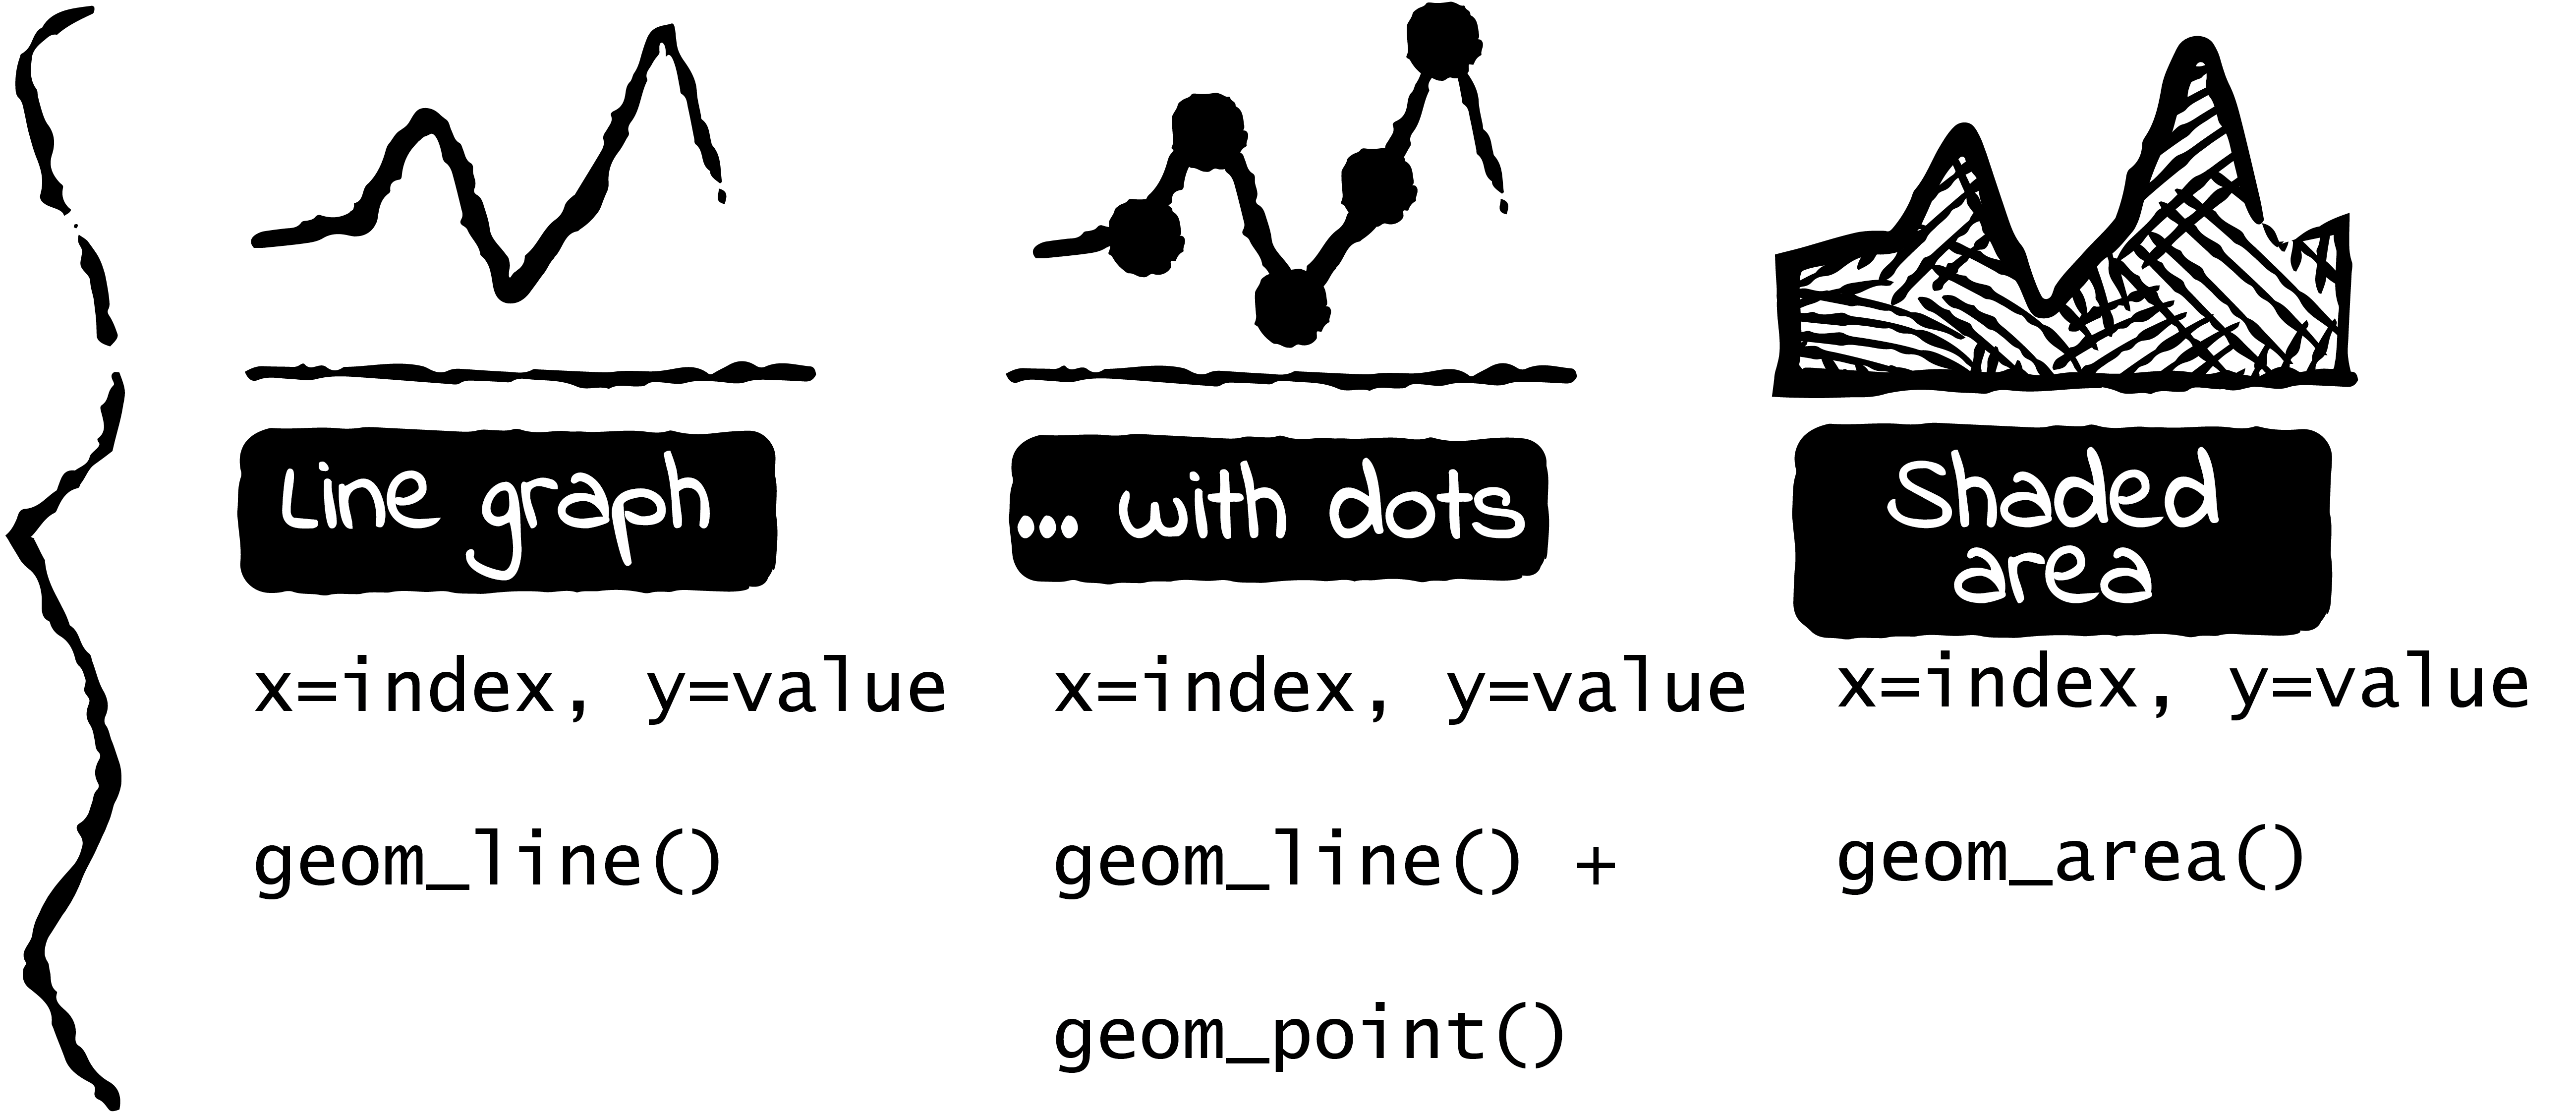 Line graph
x=index, y=value
geom_line()
... with dots
x=index, y=value
geom_line() +
geom_point()
Shaded
area
x=index, y=value
geom_area()